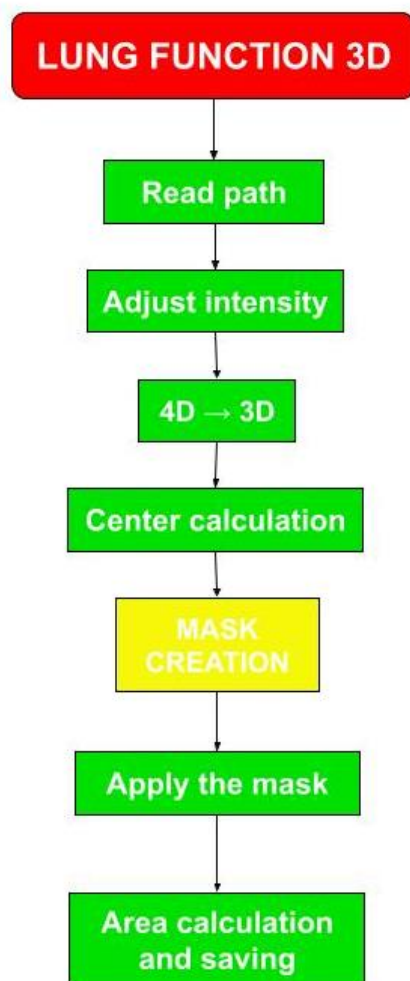 LUNG FUNCTION 3D
Read path
Adjust intensity
4D → 3D
Center calculation
MASK
CREATION
Apply the mask
Area calculation
and saving